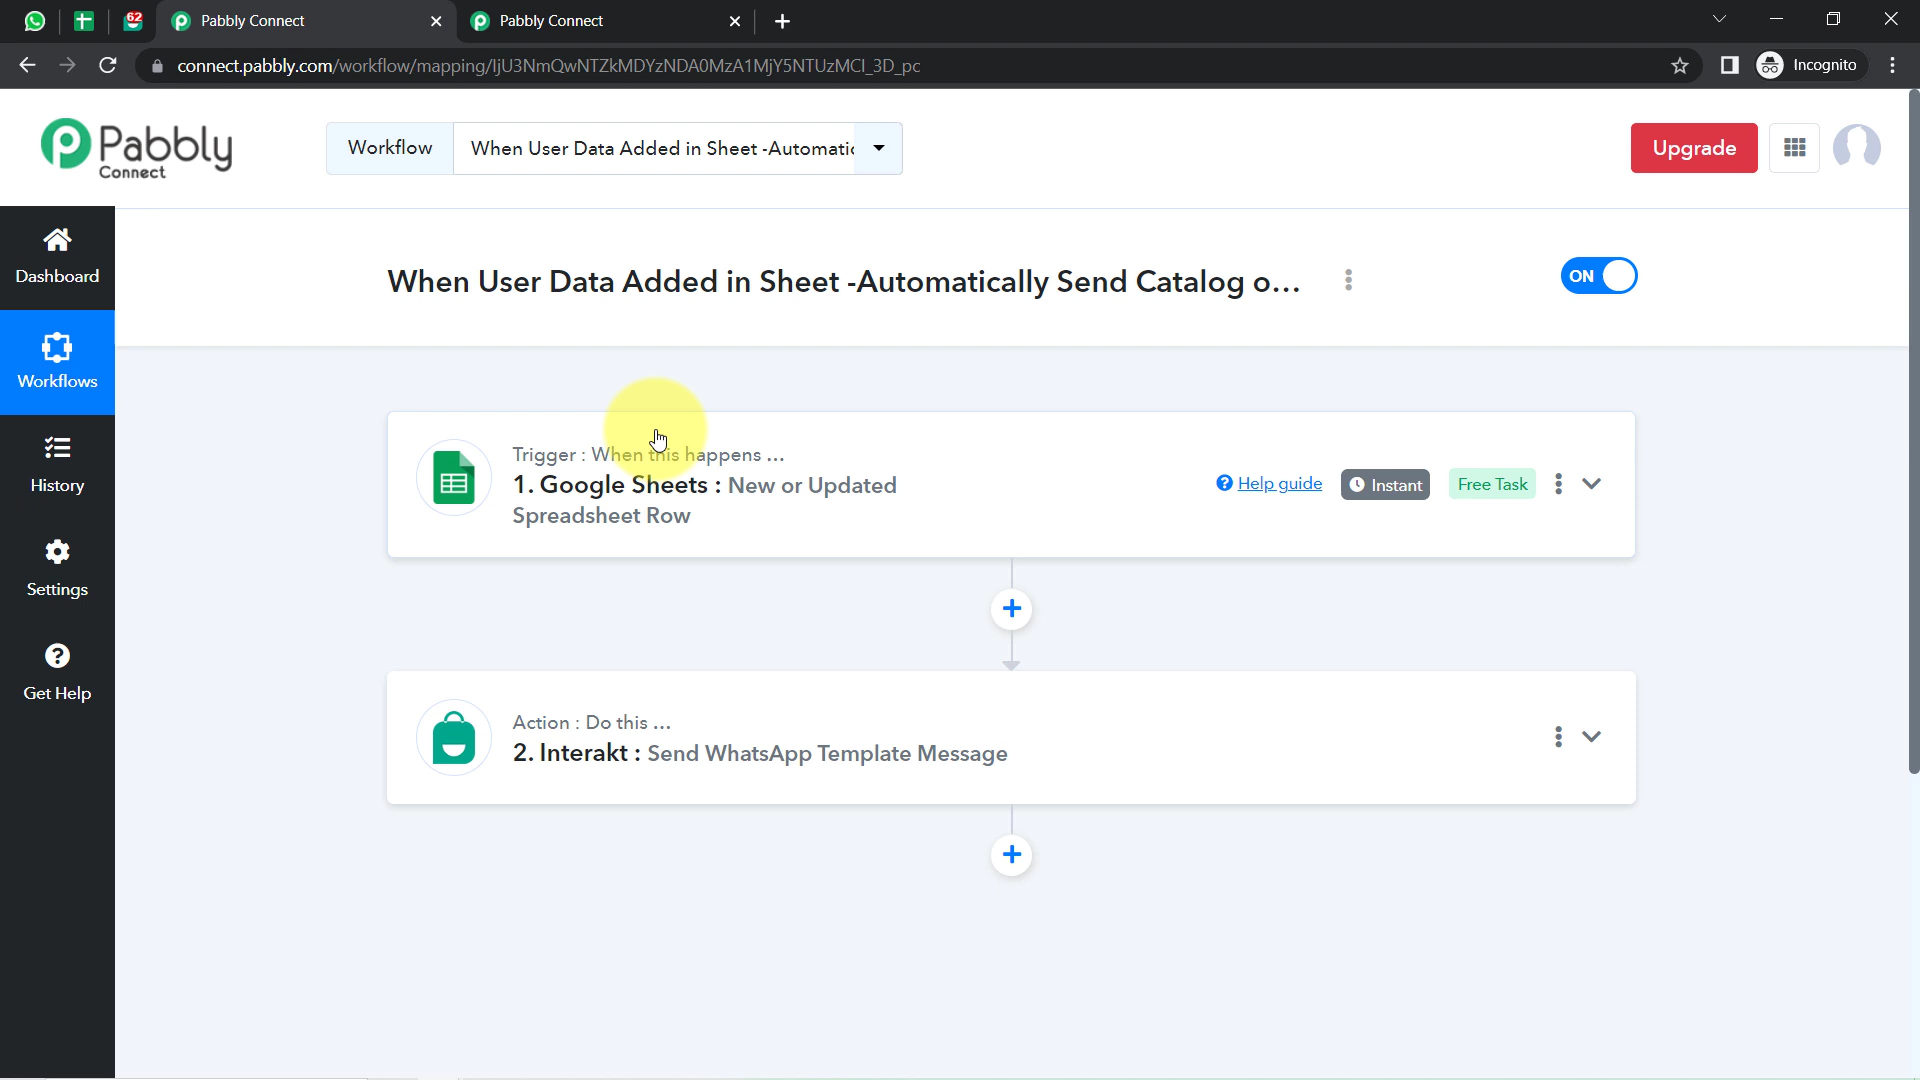 62
Pabbly Connect
Pabbly Connect
connect.pabbly.com/workflow/mapping/IjU3NmQwNTZkMDYzNDA0MzA1MjY5NTUzMCI_3D_pc
Incognito
Pabbly
Connect
Workflow
When User Data Added in Sheet -Automatic
Upgrade
Dashboard
Workflows
History
Settings
Get Help
When User Data Added in Sheet -Automatically Send Catalog o...
ON
Trigger : When this happens ...
1. Google Sheets : New or Updated
Spreadsheet Row
Help guide
Instant
Free Task
Action : Do this ...
2. Interakt : Send WhatsApp Template Message